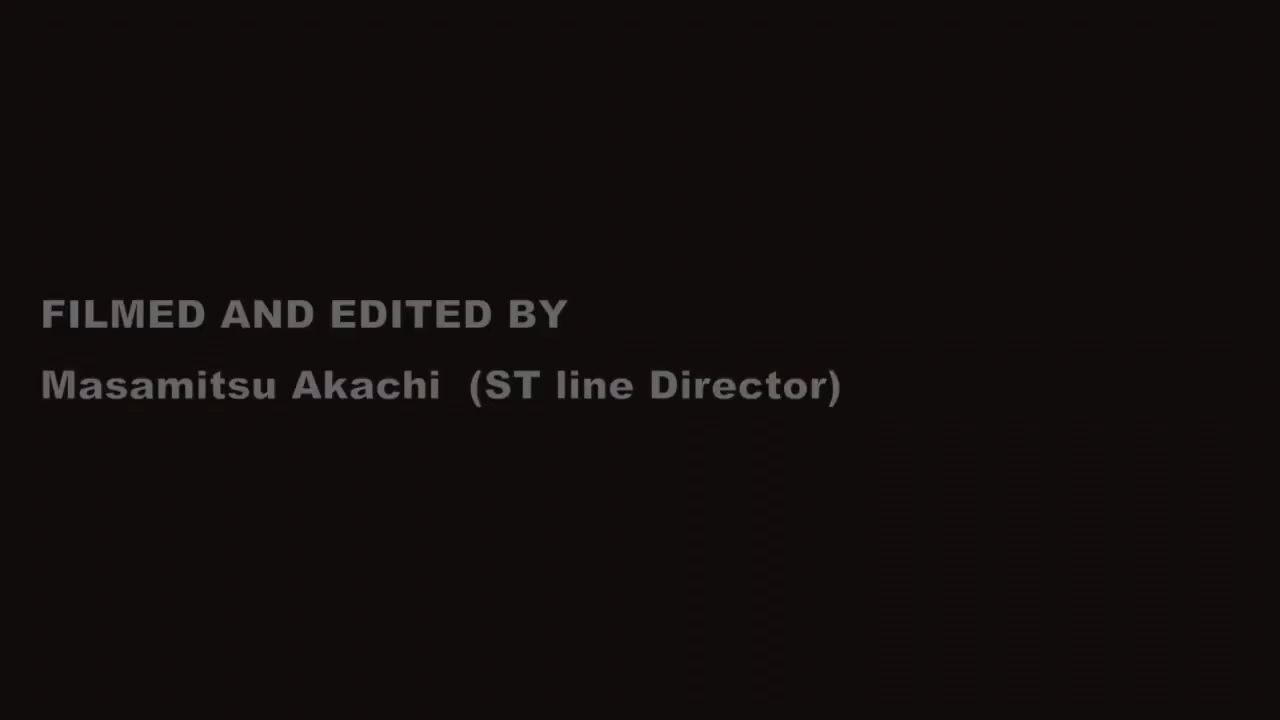 FILMED AND EDITED BY
Masamitsu Akachi  (ST line Director)